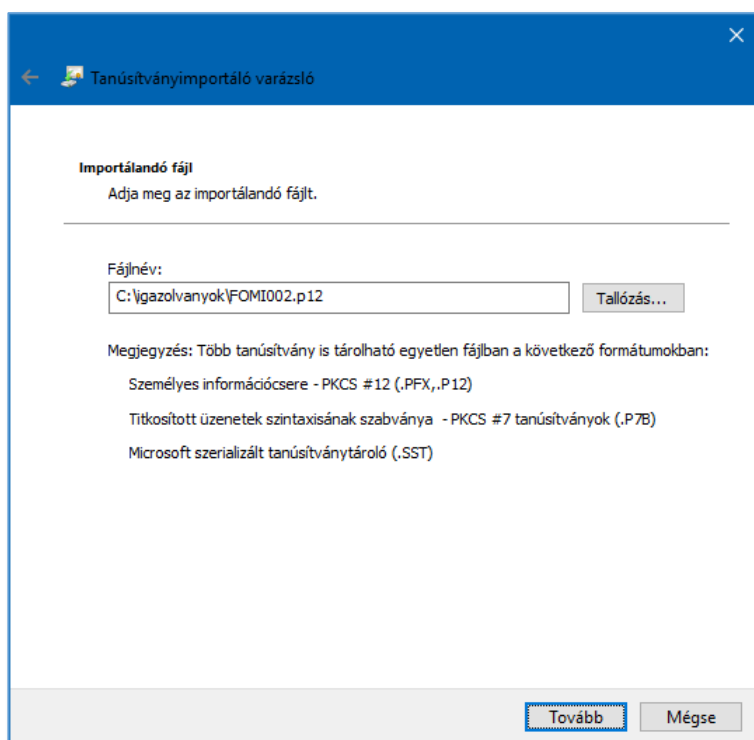 Tanúsítványimportáló varázsló
Importálandó fájl
Adja meg az importálandó fájlt.
Fájlnév:
C:\igazolvanyok\FOMI002.p12
Tallózás...
Megjegyzés: Több tanúsítvány is tárolható egyetlen fájlban a következő formátumokban:
Személyes információcsere - PKCS #12 (.PFX,.P12)
Titkosított üzenetek szintaxisának szabványa - PKCS #7 tanúsítványok (.P7B)
Microsoft szerializált tanúsítványtároló (.SST)
Tovább
Mégse